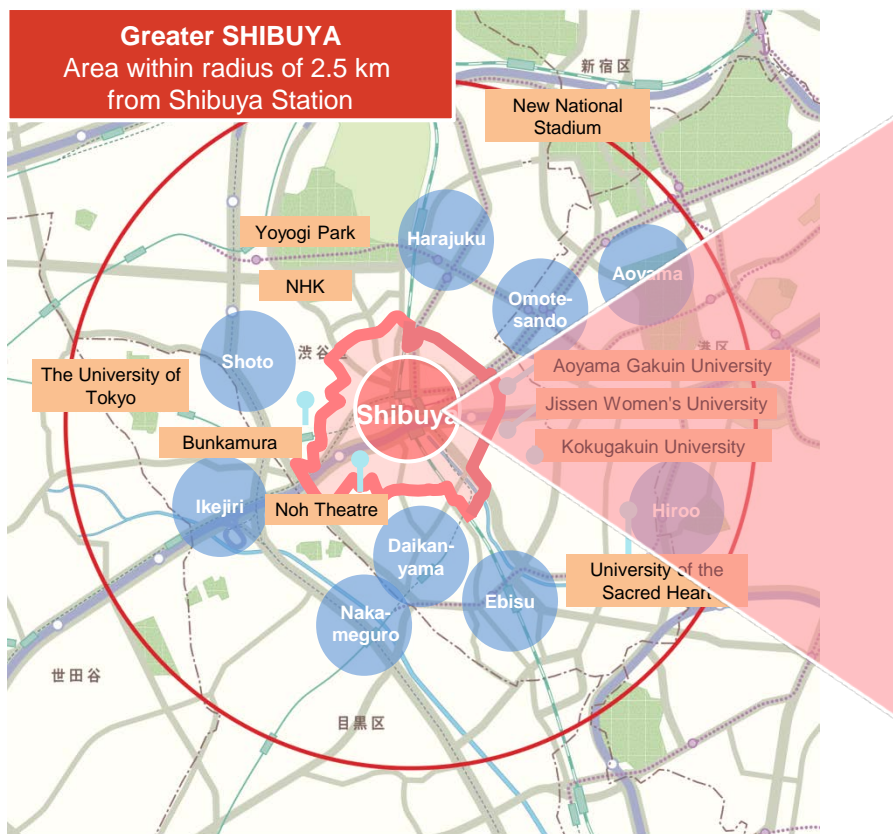 Greater SHIBUYA
Area within radius of 2.5 km
from Shibuya Station
新宿区
New National
Stadium
Yoyogi Park
Harajuku
Aoyama
NHK
Omote-
sando
渋谷区
港区
Shoto
The University of
Tokyo
Aoyama Gakuin University
Shibuya
Jissen Women's University
Bunkamura
Kokugakuin University
Ikejiri
Noh Theatre
Hiroo
Daikan-
yama
University of the
Sacred Heart
Ebisu
Naka-
meguro
世田谷
目黒区